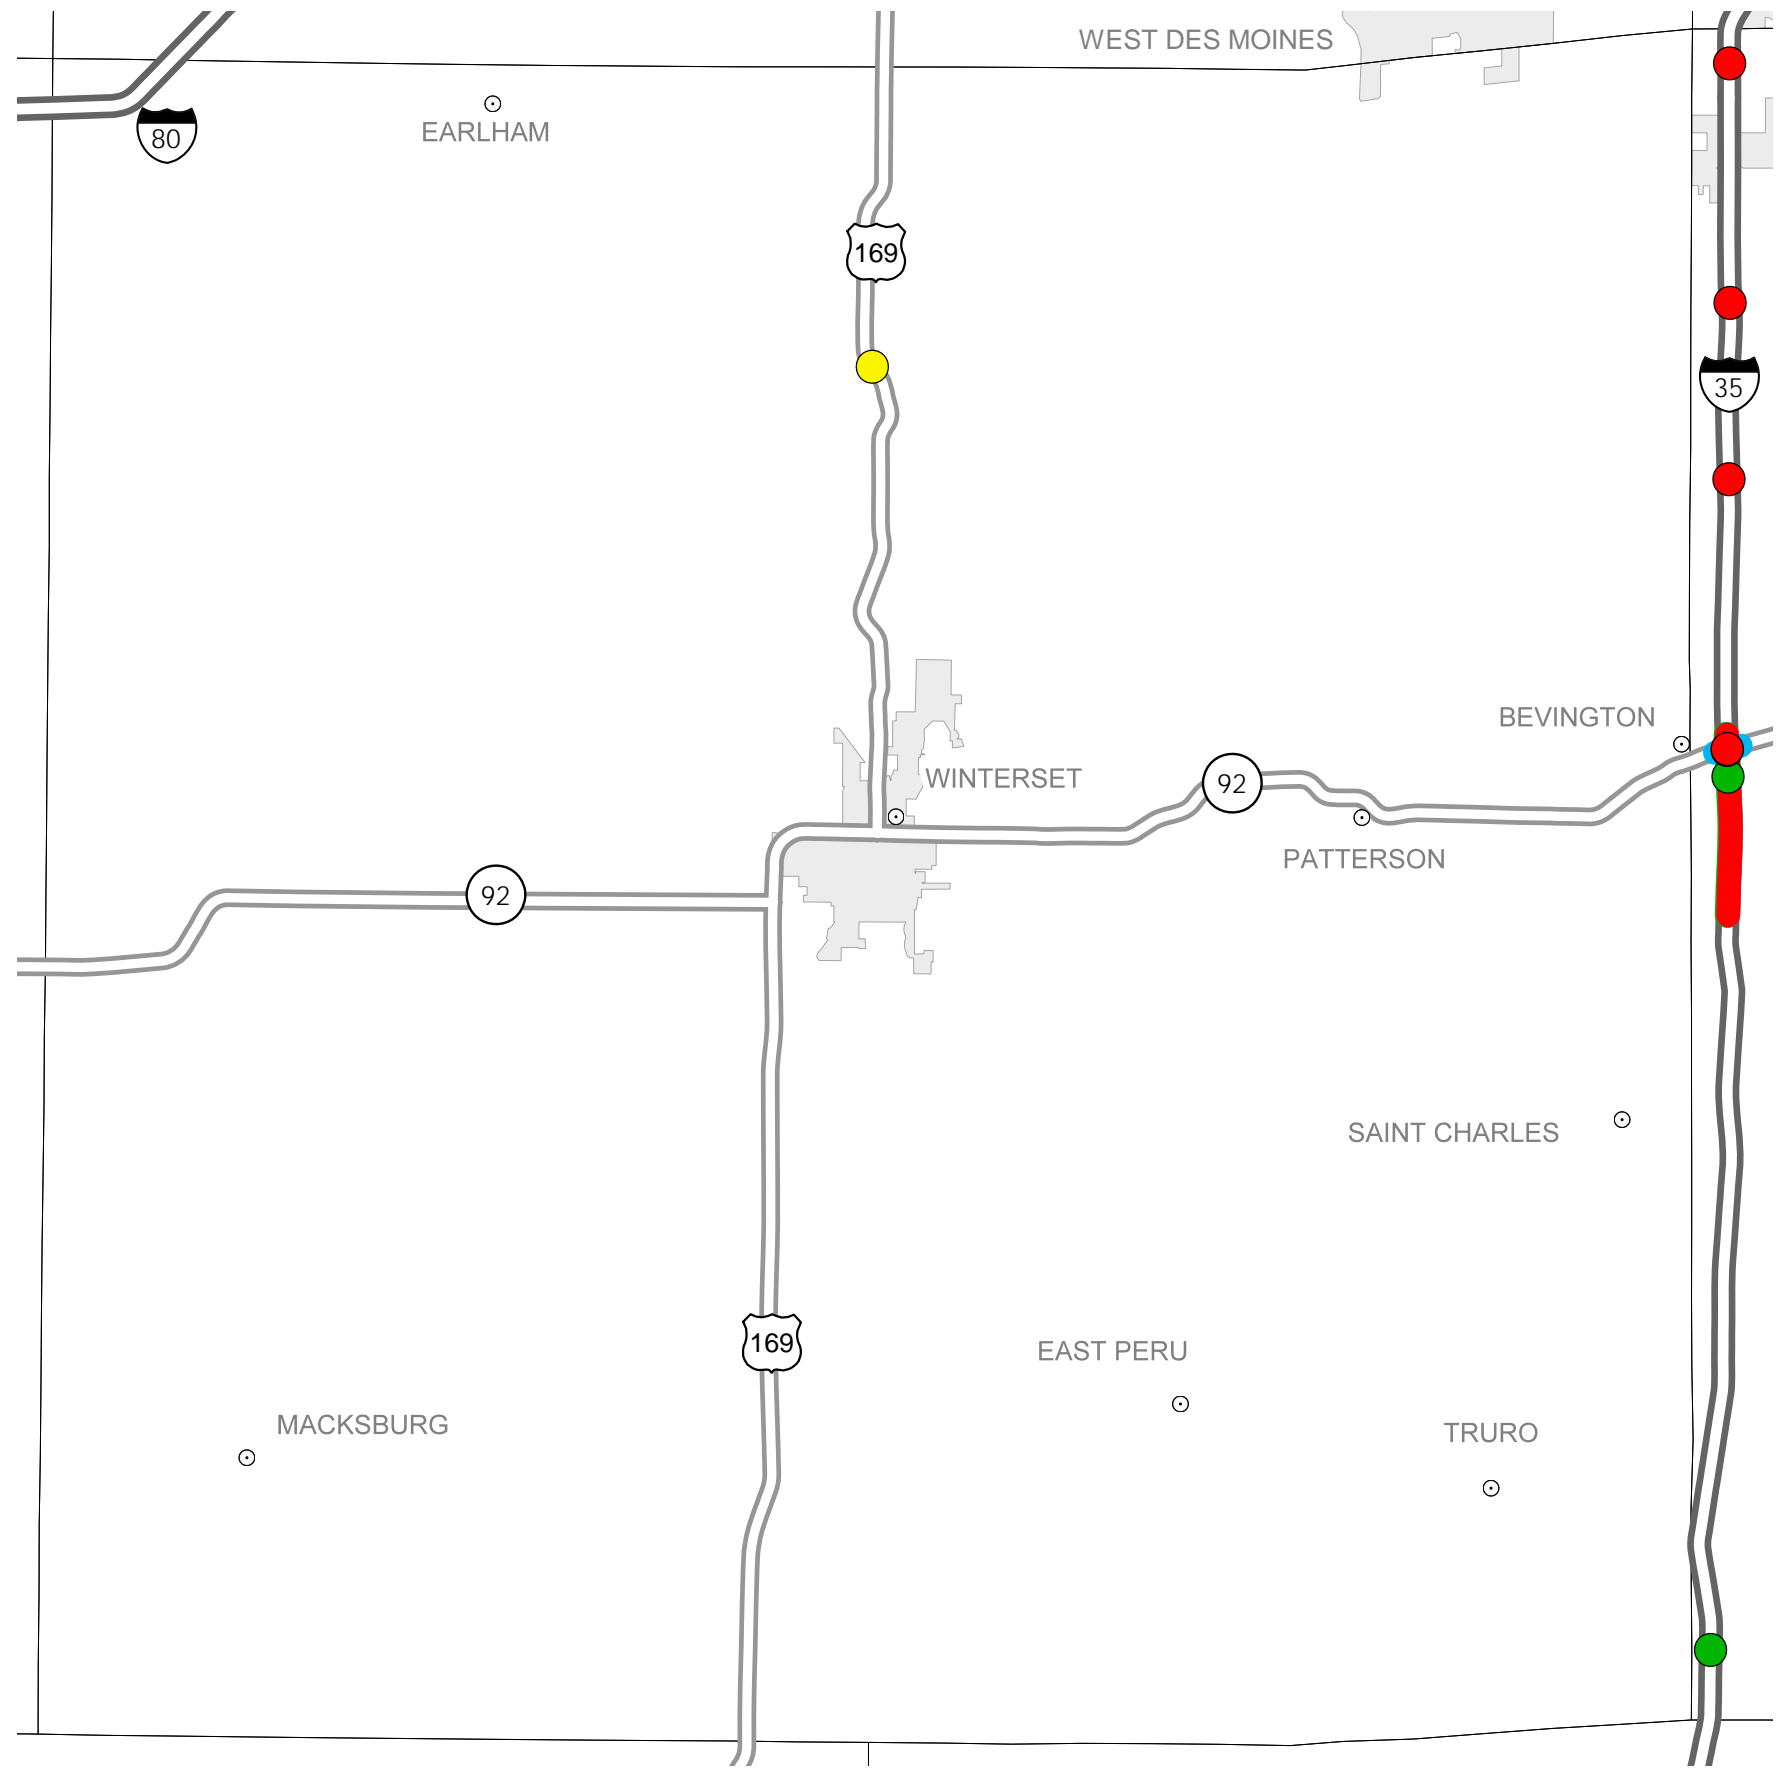 WEST DES MOINES
EARLHAM
80
169
35
BEVINGTON
WINTERSET
92
PATTERSON
92
SAINT CHARLES
169
EAST PERU
MACKSBURG
TRURO